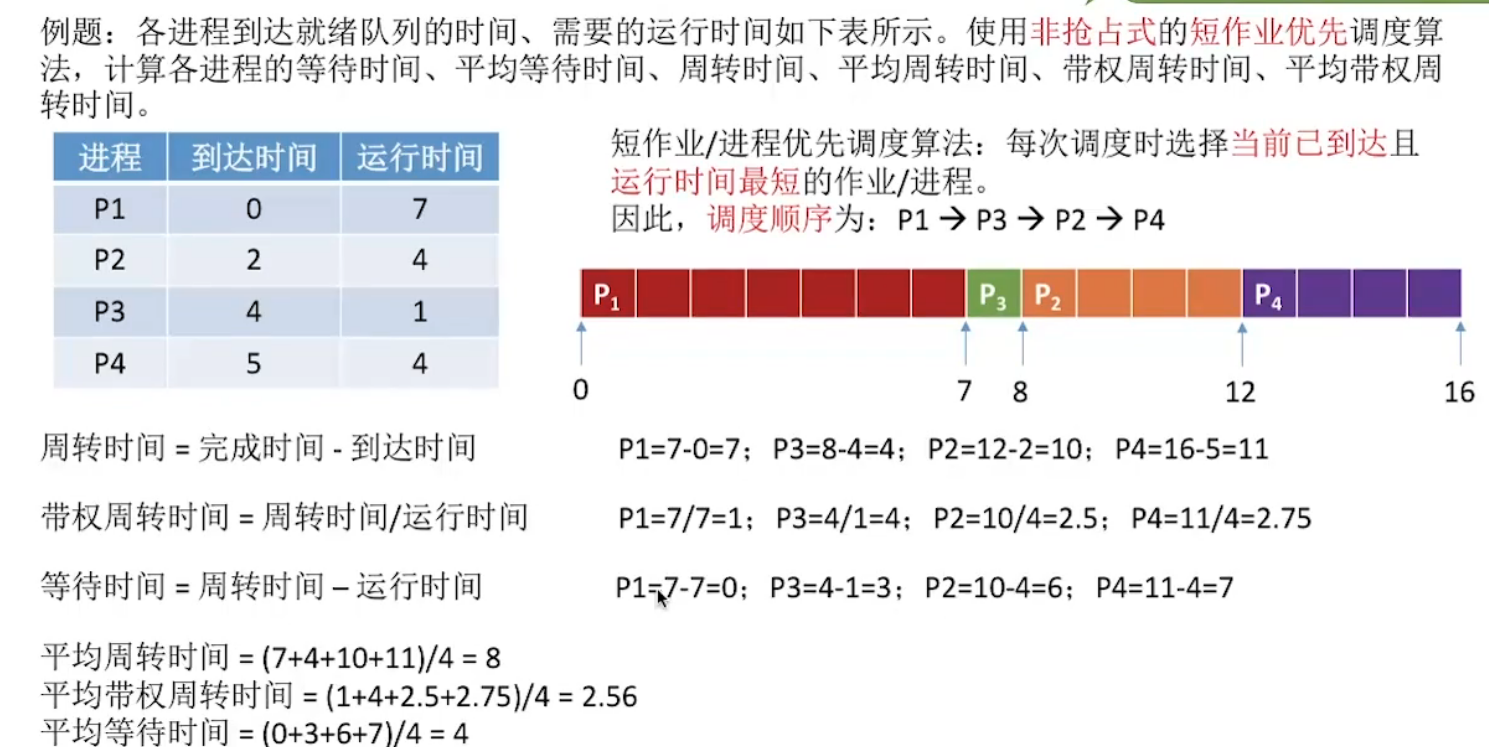 例题：各进程到达就绪队列的时间、需要的运行时间如下表所示。使用非抢占式的短作业优先调度算
法，计算各进程的等待时间、平均等待时间、周转时间、平均周转时间、带权周转时间、平均带权周
转时间。
进程 到达时间 运行时间
P1 0 7
P2 2 4
P3 4 1
P4 5 4
短作业/进程优先调度算法：每次调度时选择当前已到达且
运行时间最短的作业/进程。
因此，调度顺序为：P1 → P3 → P2 → P4
P₁ P₃ P₂ P₄
0 7 8 12 16
周转时间 = 完成时间 - 到达时间 P1=7-0=7；P3=8-4=4；P2=12-2=10；P4=16-5=11
带权周转时间 = 周转时间/运行时间 P1=7/7=1；P3=4/1=4；P2=10/4=2.5；P4=11/4=2.75
等待时间 = 周转时间 – 运行时间 P1=7-7=0；P3=4-1=3；P2=10-4=6；P4=11-4=7
平均周转时间 = (7+4+10+11)/4 = 8
平均带权周转时间 = (1+4+2.5+2.75)/4 = 2.56
平均等待时间 = (0+3+6+7)/4 = 4